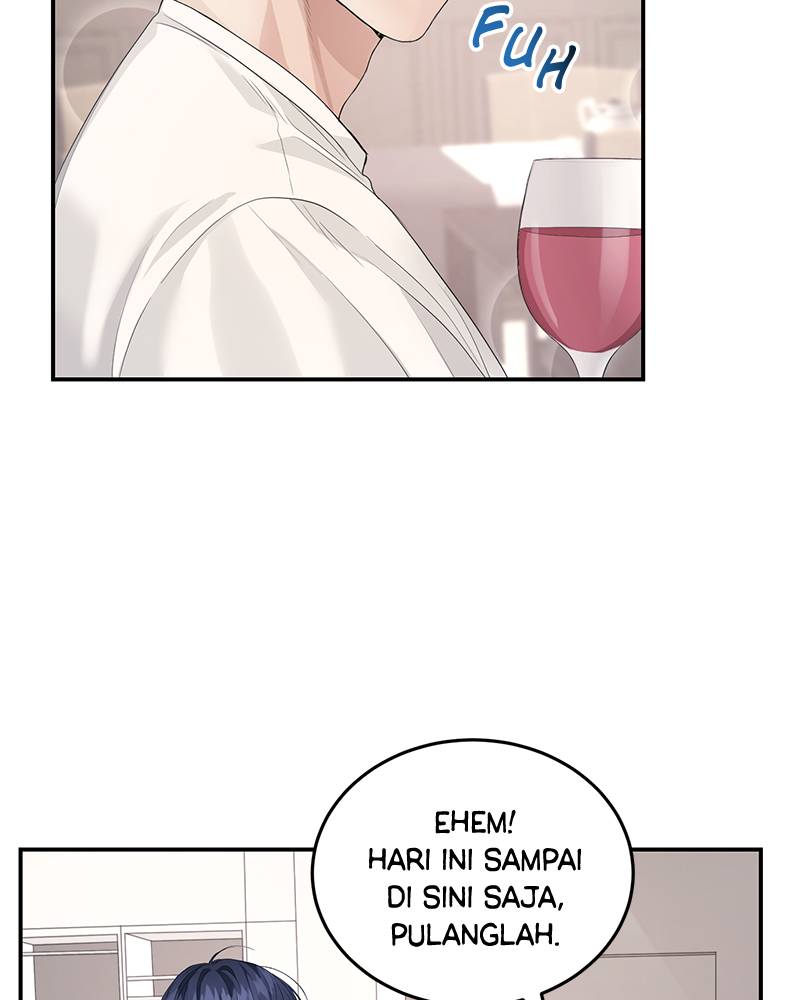 FUH
EHEM!
HARI INI SAMPAI
DI SINI SAJA,
PULANGLAH.